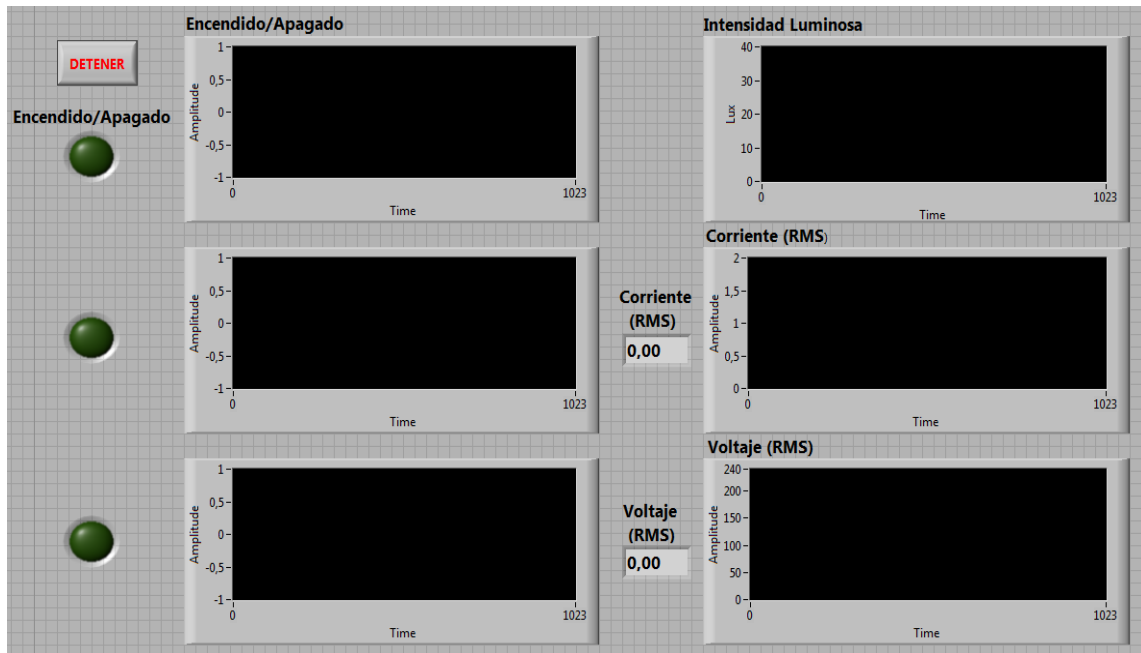 Encendido/Apagado
Intensidad Luminosa
DETENER
Encendido/Apagado
1
0,5
0
-0,5
-1
Amplitude
0
1023
Time
40
30
20
10
0
Lux
0
1023
Time
1
0,5
0
-0,5
-1
Amplitude
0
1023
Time
Corriente
(RMS)
0,00
Corriente (RMS)
2
1,5
1
0,5
0
Amplitude
0
1023
Time
1
0,5
0
-0,5
-1
Amplitude
0
1023
Time
Voltaje
(RMS)
0,00
Voltaje (RMS)
240
200
150
100
50
0
Amplitude
0
1023
Time